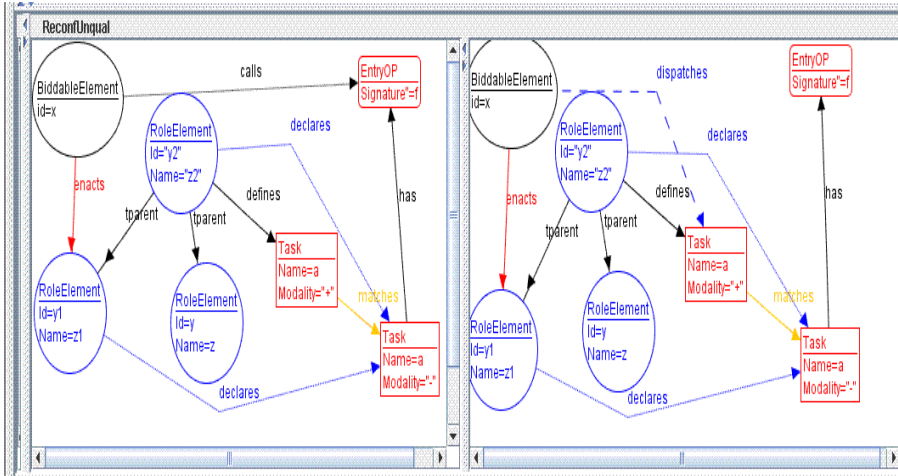 ReconfUnqual
BiddableElement
id=x
calls
EntryOP
Signature"=f
RoleElement
Id="y2"
Name="z2"
declares
enacts
tparent
tparent
defines
has
Task
Name=a
Modality="+"
matches
RoleElement
Id=y1
Name=z1
RoleElement
Id=y
Name=z
Task
Name=a
Modality="-"
declares
BiddableElement
id=x
dispatches
EntryOP
Signature"=f
RoleElement
Id="y2"
Name="z2"
declares
enacts
tparent
tparent
defines
has
Task
Name=a
Modality="+"
matches
RoleElement
Id=y1
Name=z1
RoleElement
Id=y
Name=z
Task
Name=a
Modality="-"
declares